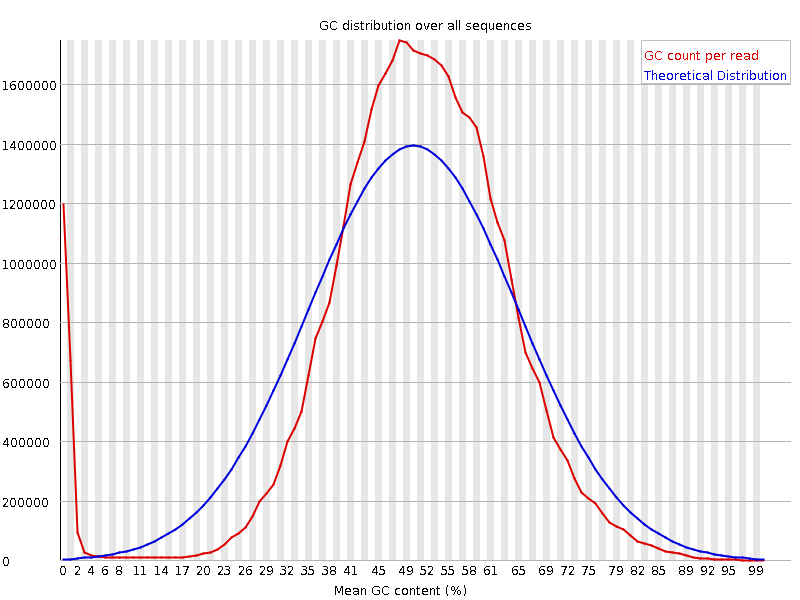 GC distribution over all sequences
GC count per read
Theoretical Distribution
1600000
1400000
1200000
1000000
800000
600000
400000
200000
0
0 2 4 6 8 11 14 17 20 23 26 29 32 35 38 41 45 49 52 55 58 61 65 69 72 75 79 82 85 89 92 95 99
Mean GC content (%)